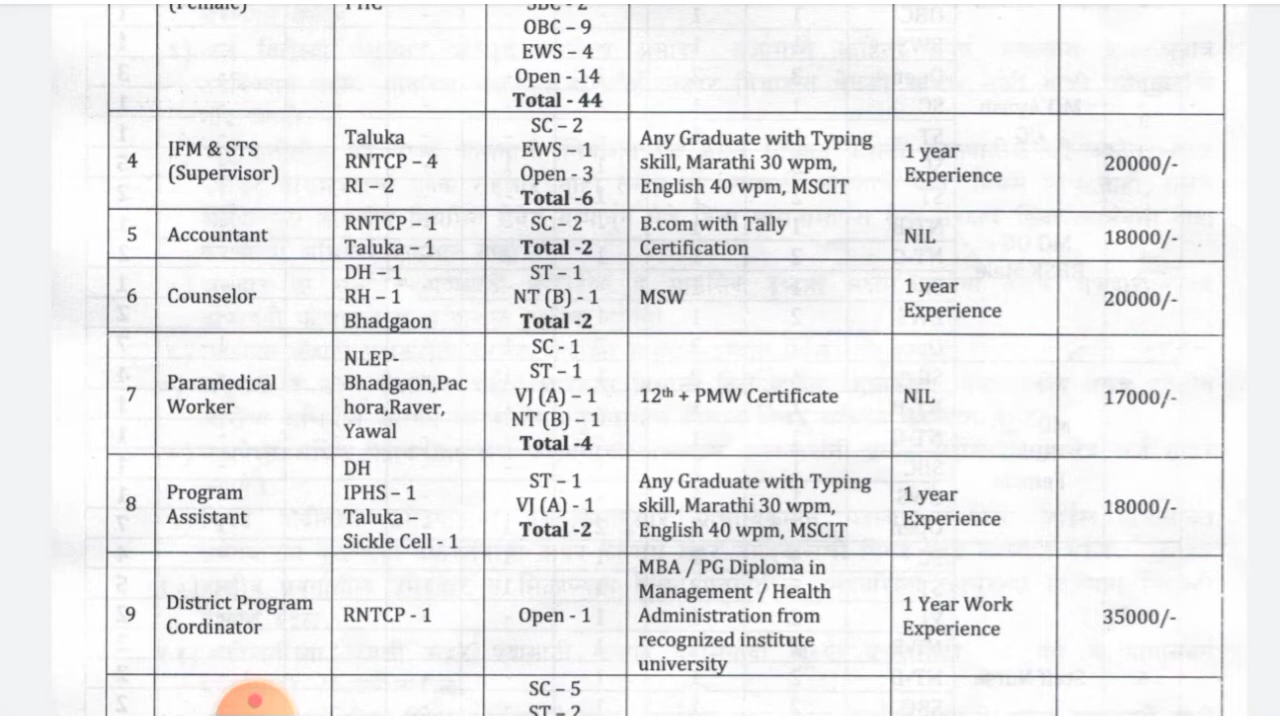 (Female)
PHC
SBC - 2
OBC – 9
EWS – 4
Open - 14
Total - 44
4
IFM & STS
(Supervisor)
Taluka
RNTCP – 4
RI – 2
SC – 2
EWS – 1
Open - 3
Total -6
Any Graduate with Typing
skill, Marathi 30 wpm,
English 40 wpm, MSCIT
1 year
Experience
20000/-
5
Accountant
RNTCP – 1
Taluka – 1
SC – 2
Total -2
B.com with Tally
Certification
NIL
18000/-
6
Counselor
DH – 1
RH – 1
Bhadgaon
ST – 1
NT (B) - 1
Total -2
MSW
1 year
Experience
20000/-
7
Paramedical
Worker
NLEP-
Bhadgaon,Pac
hora,Raver,
Yawal
SC - 1
ST – 1
VJ (A) – 1
NT (B) – 1
Total -4
12th + PMW Certificate
NIL
17000/-
8
Program
Assistant
DH
IPHS – 1
Taluka –
Sickle Cell - 1
ST – 1
VJ (A) – 1
Total -2
Any Graduate with Typing
skill, Marathi 30 wpm,
English 40 wpm, MSCIT
1 year
Experience
18000/-
9
District Program
Cordinator
RNTCP - 1
Open – 1
MBA / PG Diploma in
Management / Health
Administration from
recognized institute
university
1 Year Work
Experience
35000/-
SC – 5
ST – 2